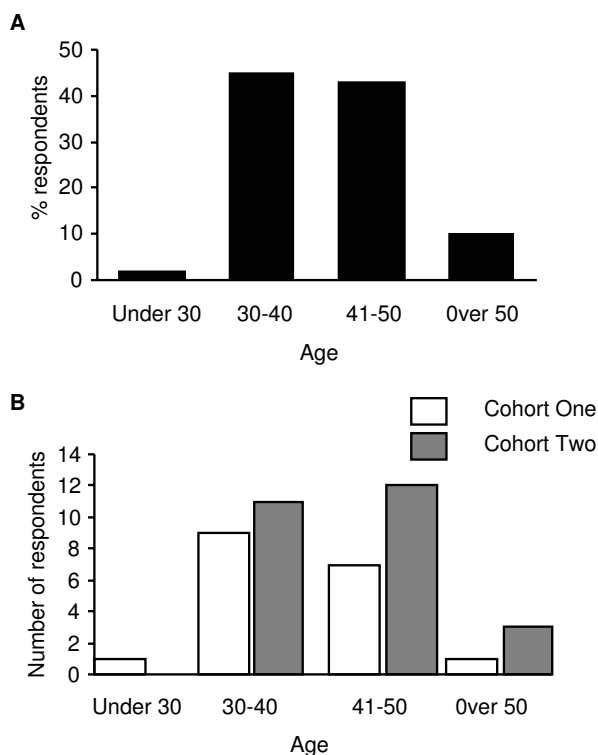 A
50
40
30
20
10
0
% respondents
Under 30 30-40 41-50 0ver 50
Age
B
Cohort One
Cohort Two
14
12
10
8
6
4
2
0
Number of respondents
Under 30 30-40 41-50 0ver 50
Age